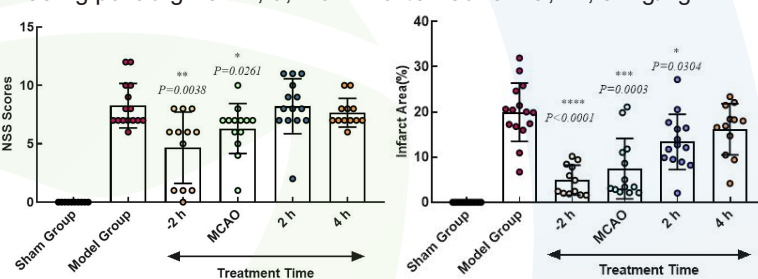 15
10
5
0
NSS Scores
**
P=0.0038
*
P=0.0261
Sham Group
Model Group
-2 h
MCAO
2 h
4 h
Treatment Time
40
30
20
10
0
Infarct Area(%)
****
P<0.0001
***
P=0.0003
*
P=0.0304
Sham Group
Model Group
-2 h
MCAO
2 h
4 h
Treatment Time